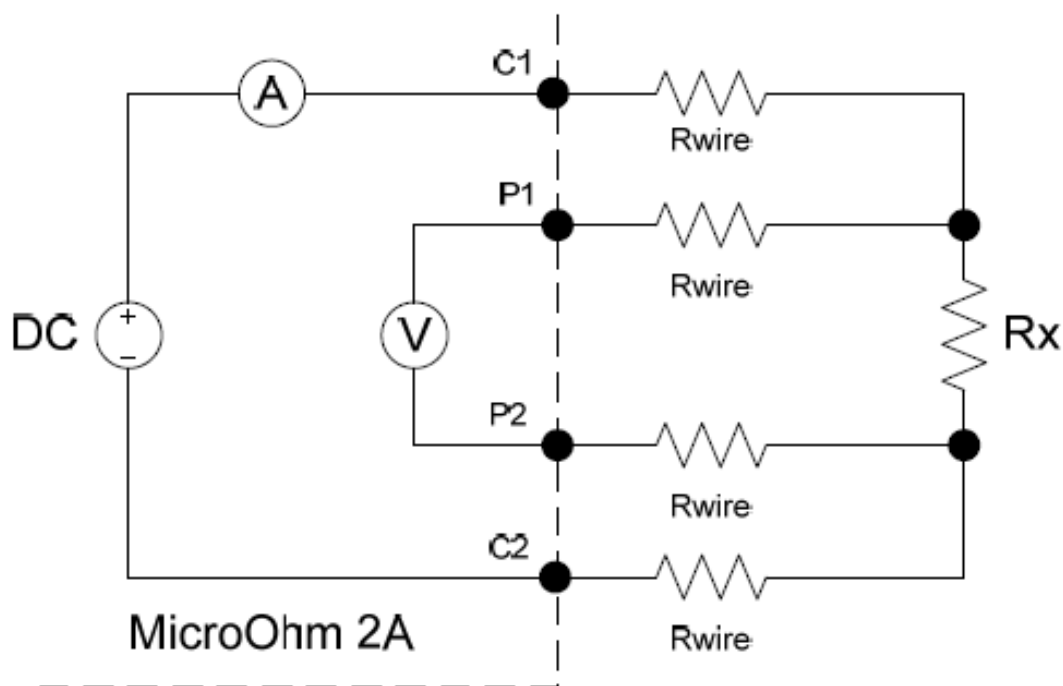 C1
A
Rwire
P1
Rwire
DC
+
-
V
Rx
P2
Rwire
C2
MicroOhm 2A
Rwire